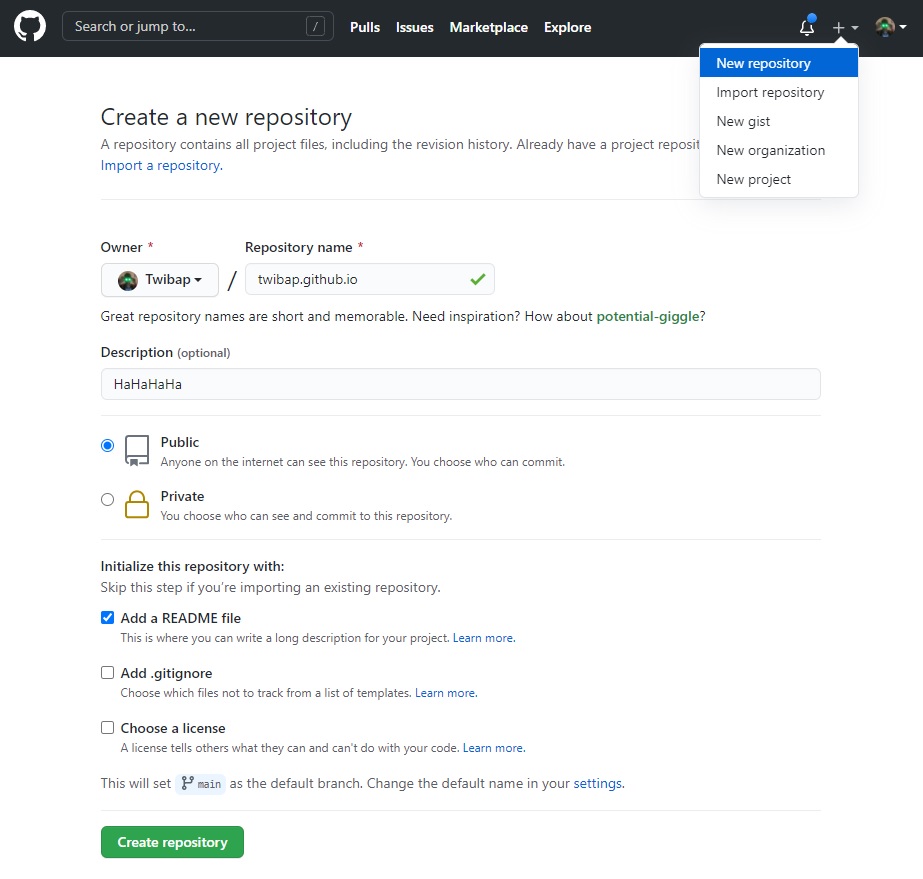 Search or jump to...
/
Pulls Issues Marketplace Explore
New repository
Import repository
New gist
New organization
New project
Create a new repository
A repository contains all project files, including the revision history. Already have a project
Import a repository.
Owner *
Repository name *
Twibap
/
twibap.github.io
Great repository names are short and memorable. Need inspiration? How about potential-giggle?
Description (optional)
HaHaHaHa
Public
Anyone on the internet can see this repository. You choose who can commit.
Private
You choose who can see and commit to this repository.
Initialize this repository with:
Skip this step if you're importing an existing repository.
Add a README file
This is where you can write a long description for your project. Learn more.
Add .gitignore
Choose which files not to track from a list of templates. Learn more.
Choose a license
A license tells others what they can and can't do with your code. Learn more.
This will set main as the default branch. Change the default name in your settings.
Create repository